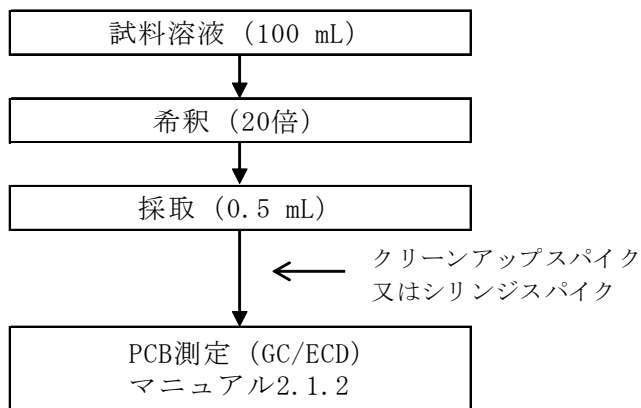 試料溶液 (100 mL)
希釈 (20倍)
採取 (0.5 mL)
クリーンアップスパイク
又はシリンジスパイク
PCB測定 (GC/ECD)
マニュアル2.1.2